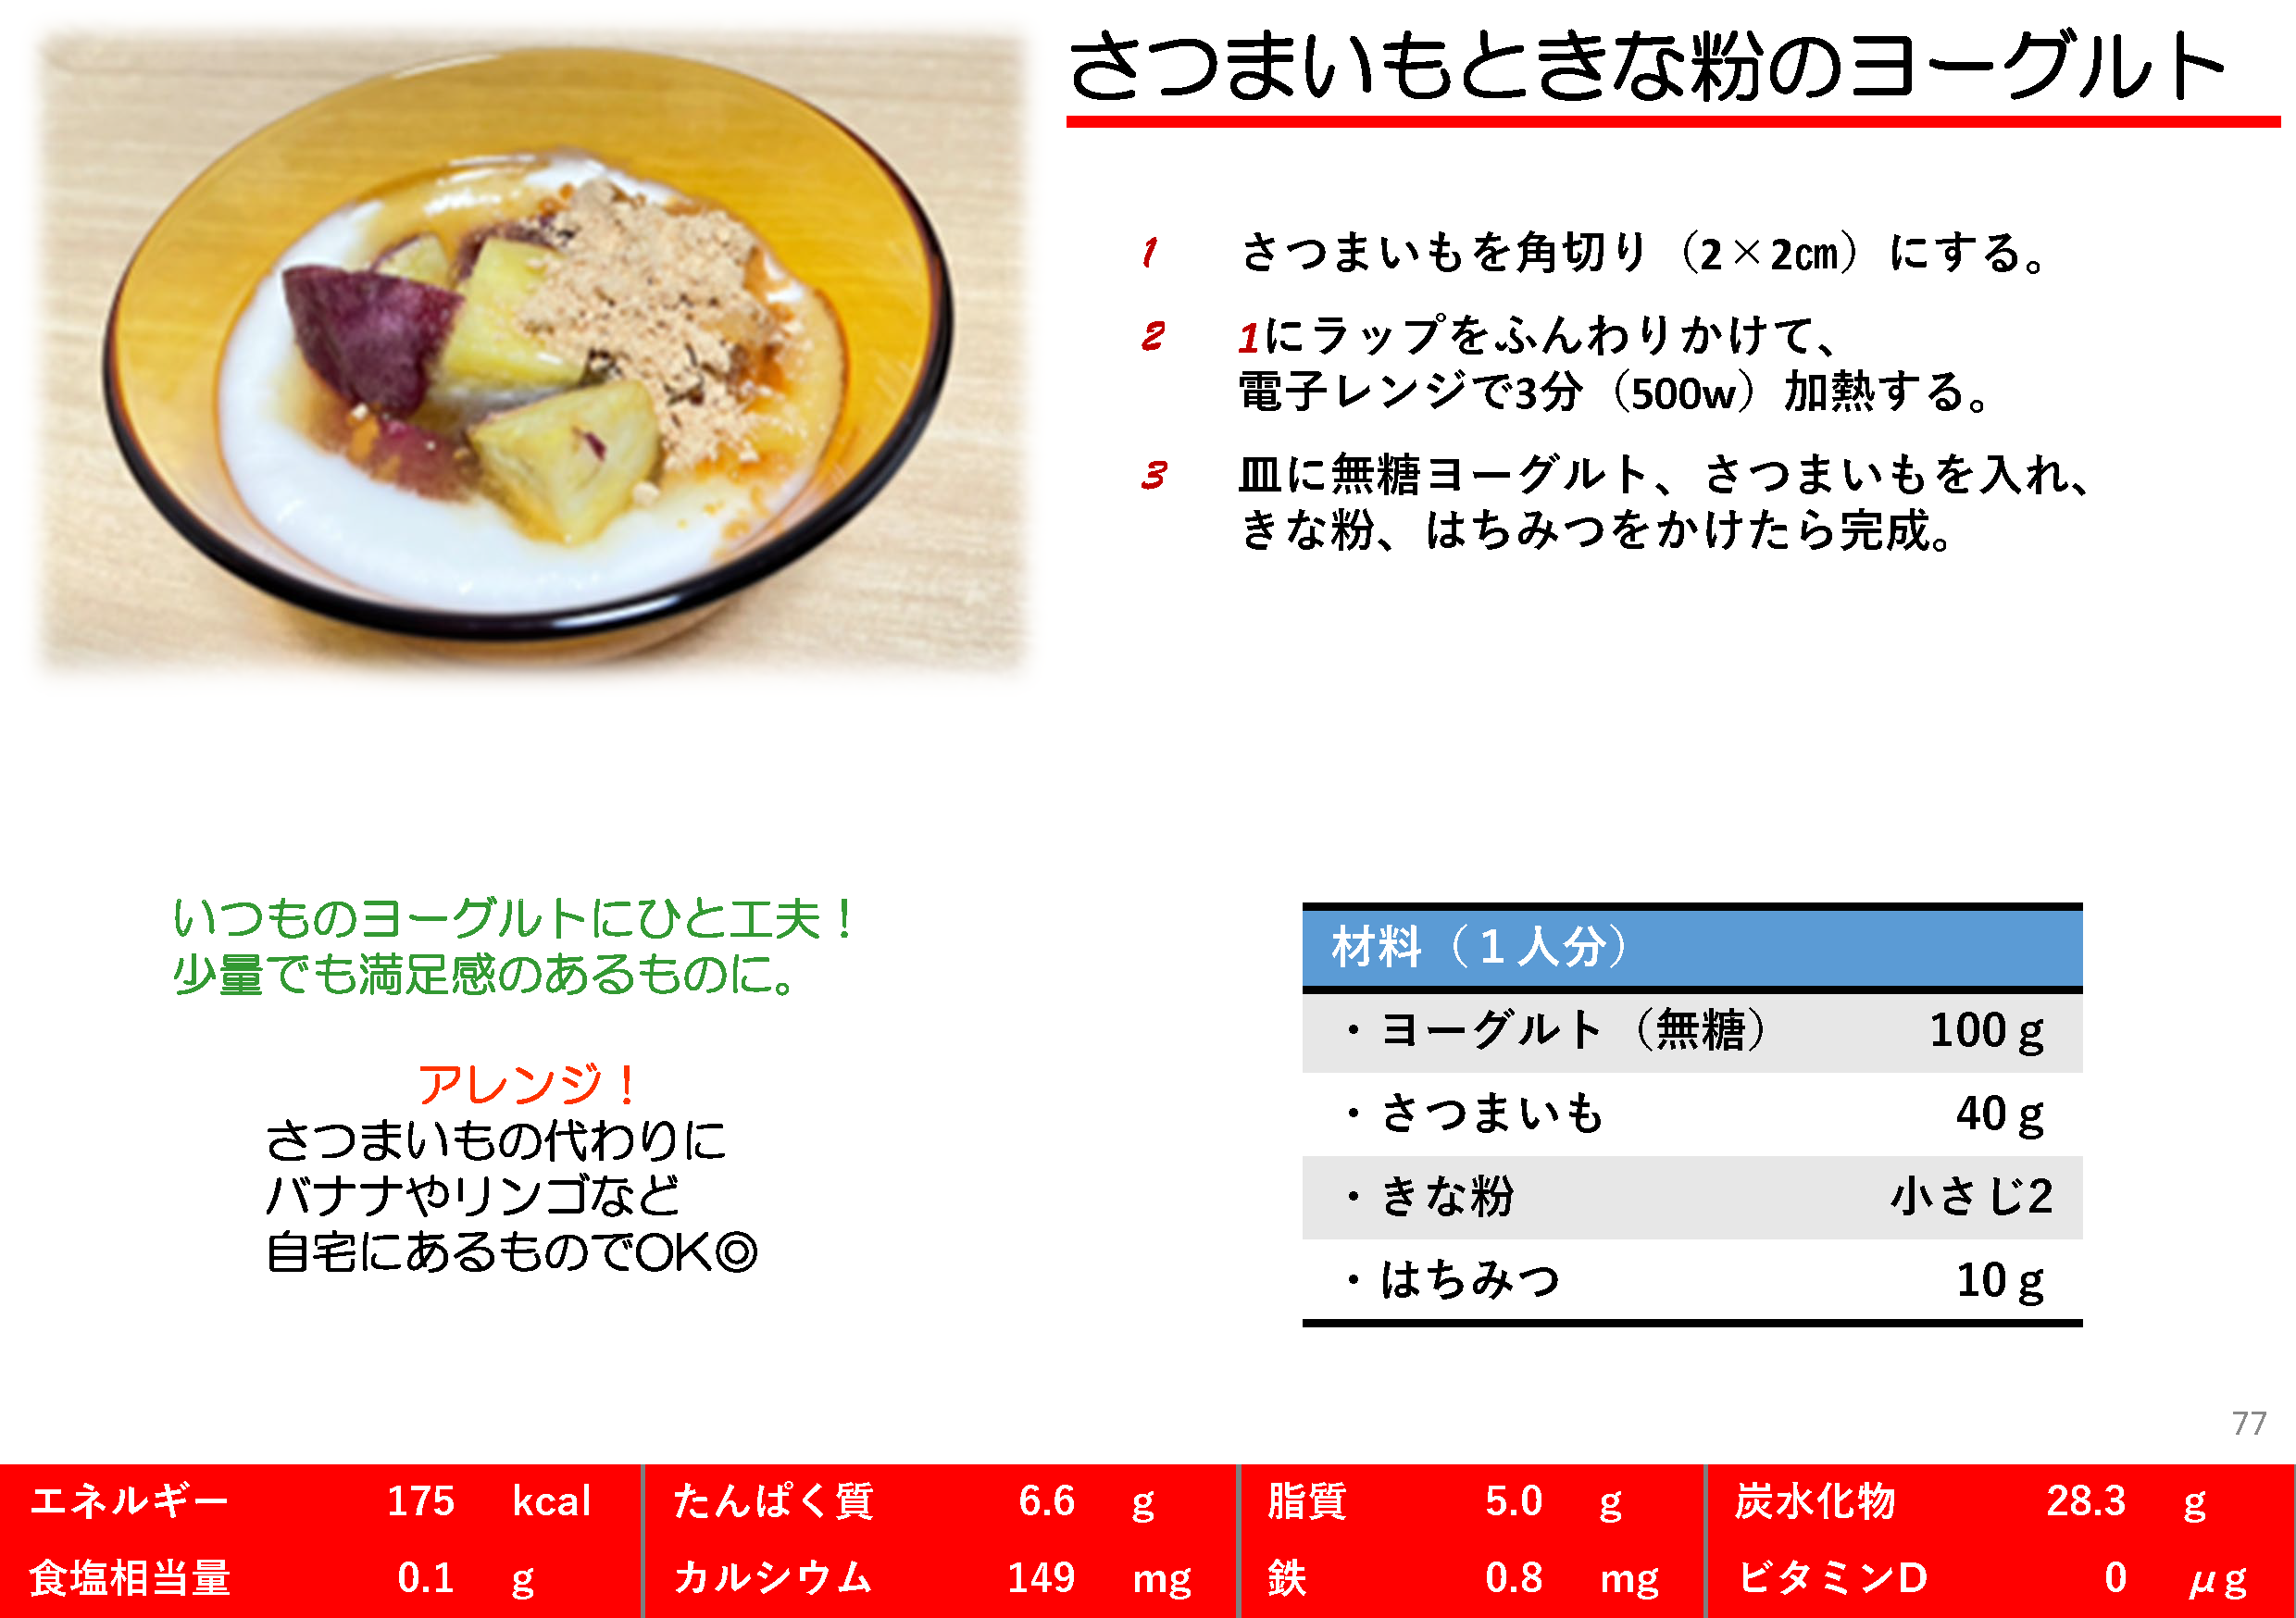 さつまいもときな粉のヨーグルト
1 さつまいもを角切り（2×2㎝）にする。
2 1にラップをふんわりかけて、
電子レンジで3分（500w）加熱する。
3 皿に無糖ヨーグルト、さつまいもを入れ、
きな粉、はちみつをかけたら完成。
いつものヨーグルトにひと工夫！
少量でも満足感のあるものに。
アレンジ！
さつまいもの代わりに
バナナやリンゴなど
自宅にあるものでOK◎
材料（１人分）
・ヨーグルト（無糖） 100ｇ
・さつまいも 40ｇ
・きな粉 小さじ2
・はちみつ 10ｇ
77
エネルギー 175 kcal たんぱく質 6.6 g 脂質 5.0 g 炭水化物 28.3 g
食塩相当量 0.1 g カルシウム 149 mg 鉄 0.8 mg ビタミンD 0 μg